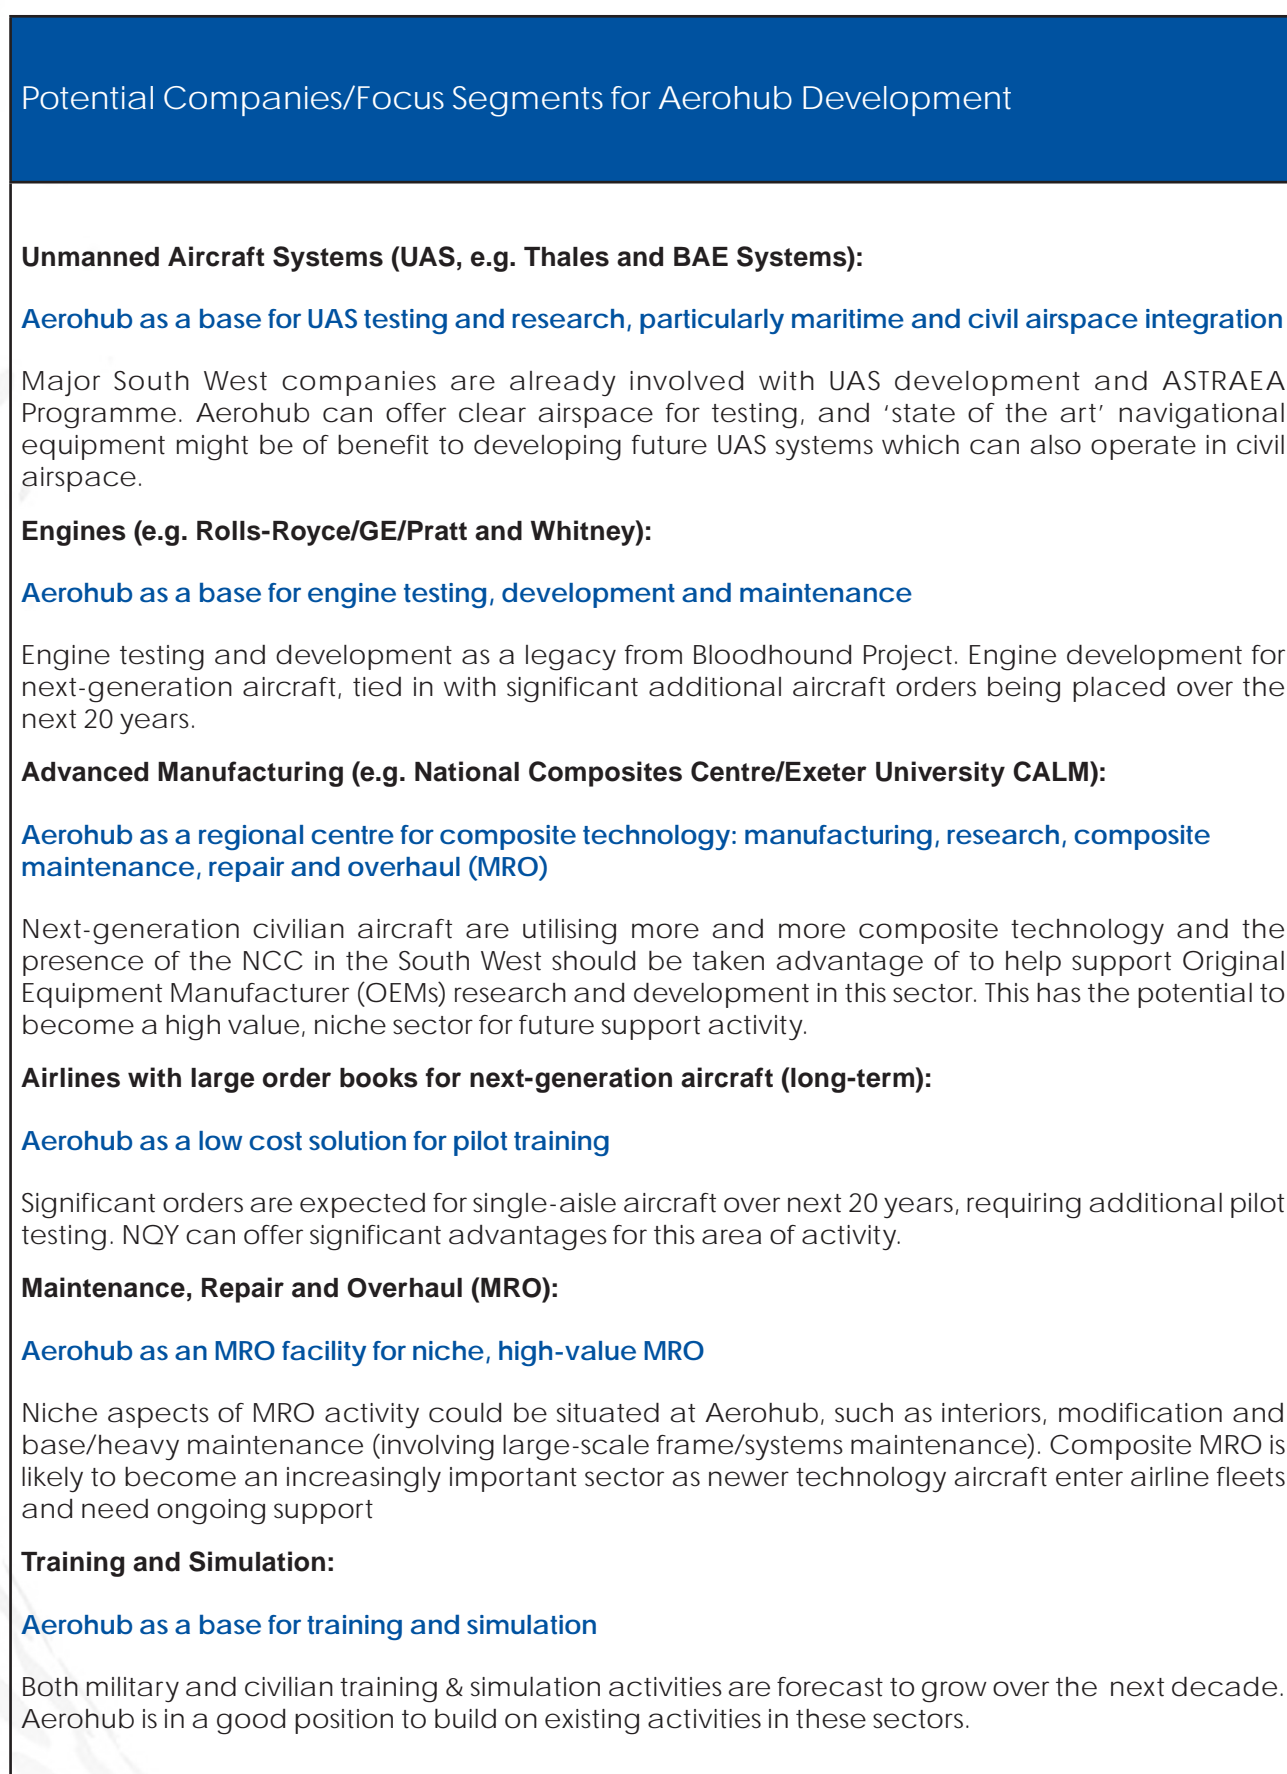 Potential Companies/Focus Segments for Aerohub Development
Unmanned Aircraft Systems (UAS, e.g. Thales and BAE Systems):
Aerohub as a base for UAS testing and research, particularly maritime and civil airspace integration
Major South West companies are already involved with UAS development and ASTRAEA
Programme. Aerohub can offer clear airspace for testing, and ‘state of the art’ navigational
equipment might be of benefit to developing future UAS systems which can also operate in civil
airspace.
Engines (e.g. Rolls-Royce/GE/Pratt and Whitney):
Aerohub as a base for engine testing, development and maintenance
Engine testing and development as a legacy from Bloodhound Project. Engine development for
next-generation aircraft, tied in with significant additional aircraft orders being placed over the
next 20 years.
Advanced Manufacturing (e.g. National Composites Centre/Exeter University CALM):
Aerohub as a regional centre for composite technology: manufacturing, research, composite
maintenance, repair and overhaul (MRO)
Next-generation civilian aircraft are utilising more and more composite technology and the
presence of the NCC in the South West should be taken advantage of to help support Original
Equipment Manufacturer (OEMs) research and development in this sector. This has the potential to
become a high value, niche sector for future support activity.
Airlines with large order books for next-generation aircraft (long-term):
Aerohub as a low cost solution for pilot training
Significant orders are expected for single-aisle aircraft over next 20 years, requiring additional pilot
testing. NQY can offer significant advantages for this area of activity.
Maintenance, Repair and Overhaul (MRO):
Aerohub as an MRO facility for niche, high-value MRO
Niche aspects of MRO activity could be situated at Aerohub, such as interiors, modification and
base/heavy maintenance (involving large-scale frame/systems maintenance). Composite MRO is
likely to become an increasingly important sector as newer technology aircraft enter airline fleets
and need ongoing support
Training and Simulation:
Aerohub as a base for training and simulation
Both military and civilian training & simulation activities are forecast to grow over the next decade.
Aerohub is in a good position to build on existing activities in these sectors.